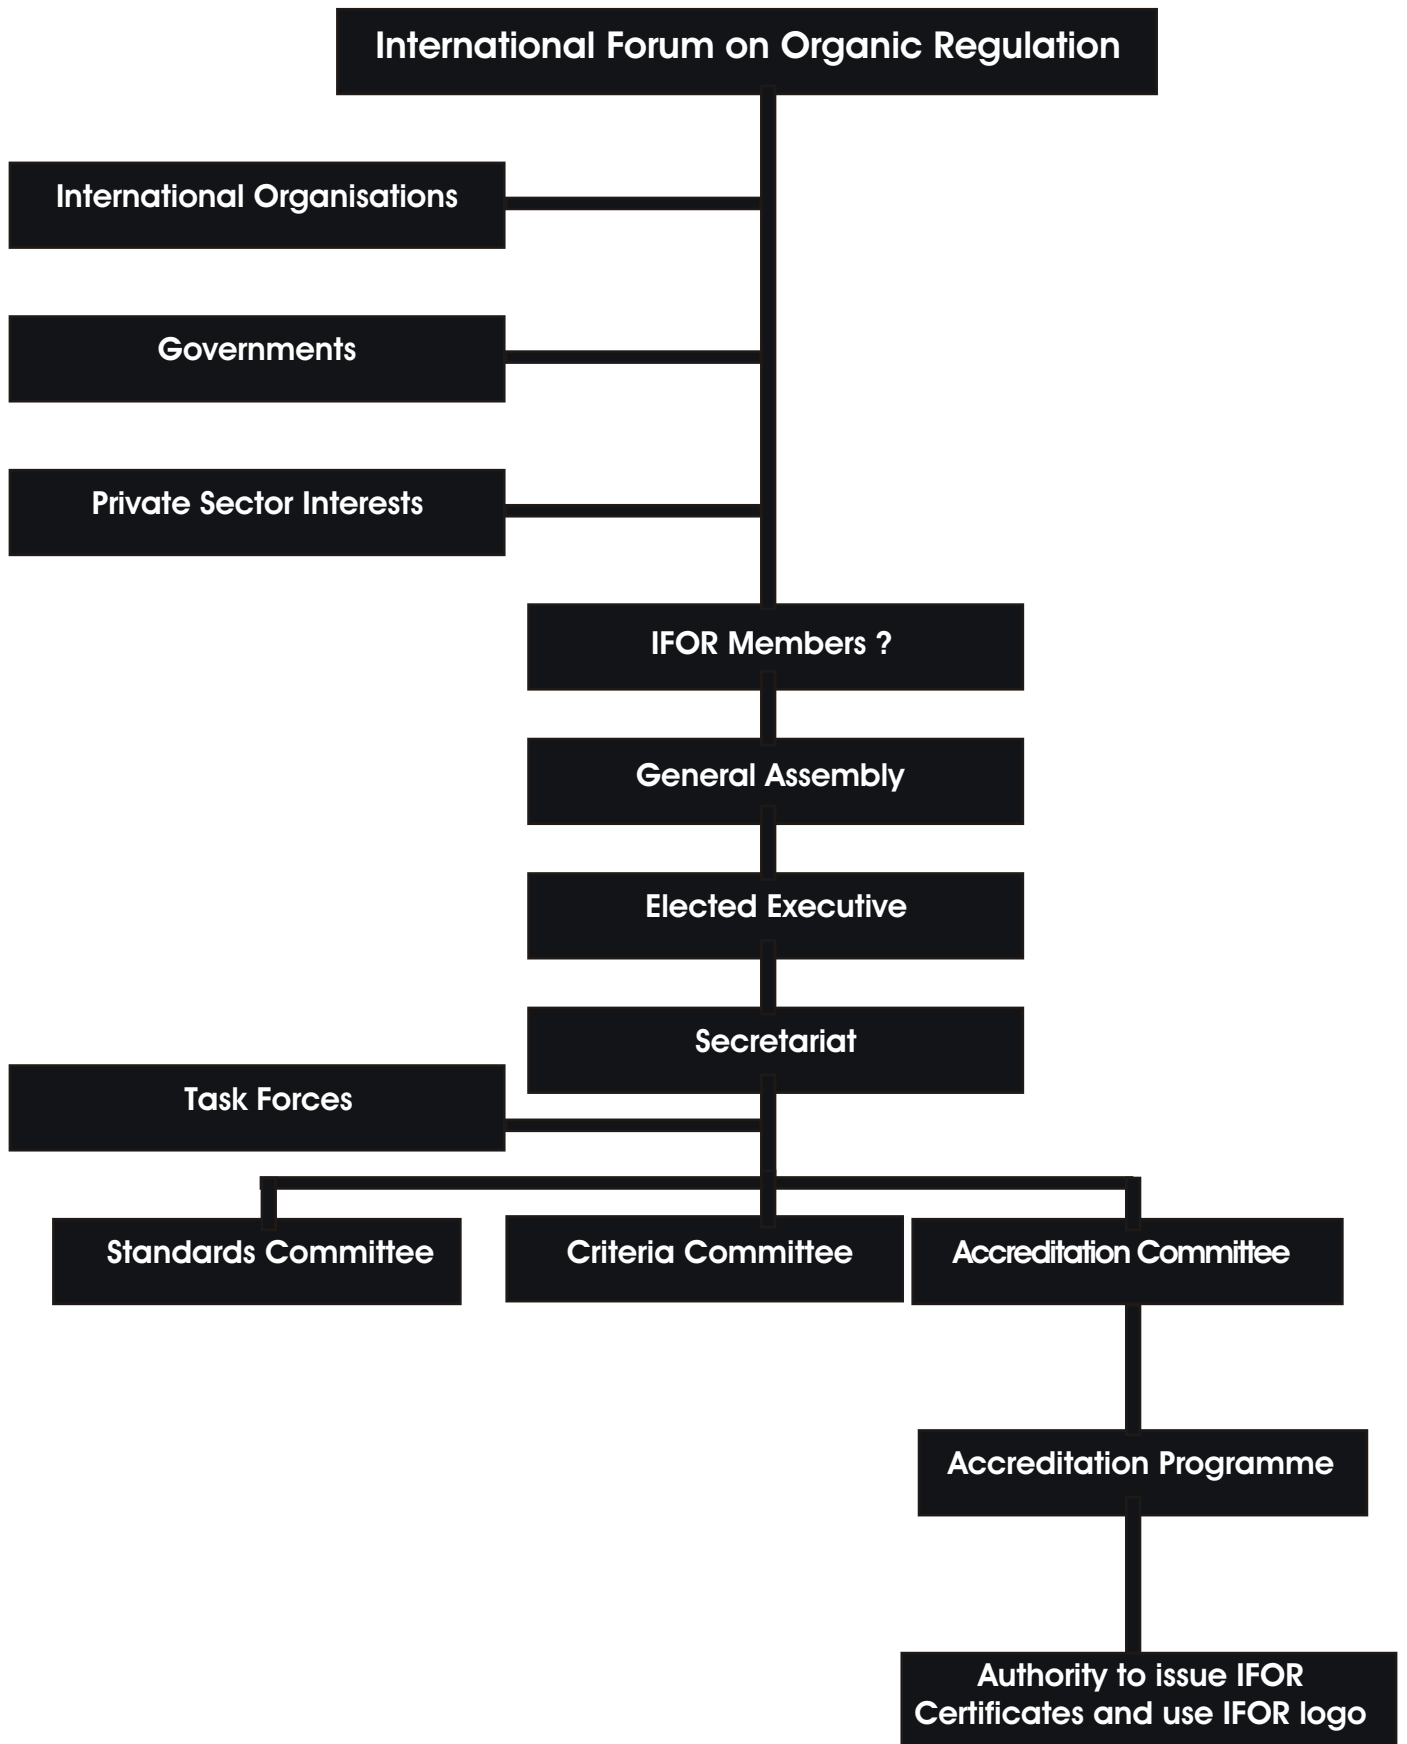 International Forum on Organic Regulation
International Organisations
Governments
Private Sector Interests
IFOR Members ?
General Assembly
Elected Executive
Secretariat
Task Forces
Standards Committee
Criteria Committee
Accreditation Committee
Accreditation Programme
Authority to issue IFOR
Certificates and use IFOR logo